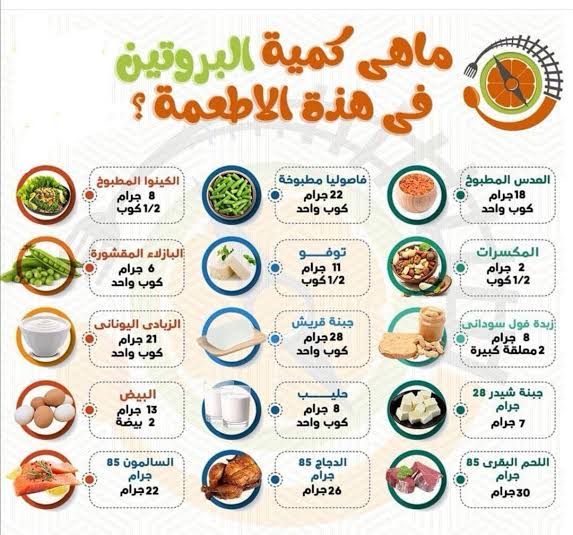 ماهى كمية البروتين
فى هذة الاطعمة ؟
العدس المطبوخ
18جرام
كوب واحد
فاصوليا مطبوخة
22 جرام
كوب واحد
الكينوا المطبوخ
8 جرام
1/2 كوب
المكسرات
2 جرام
1/2 كوب
توفــو
11 جرام
1/2 كوب
البازلاء المقشورة
6 جرام
كوب واحد
زبدة فول سودانى
8 جرام
2 معلقة كبيرة
جبنة قريش
28 جرام
كوب واحد
الزبادى اليونانى
21 جرام
كوب واحد
جبنة شيدر 28
جرام
7 جرام
حليــــب
8 جرام
كوب واحد
البيض
13 جرام
2 بيضة
اللحم البقرى 85
جرام
30جرام
الدجاج 85
جرام
26جرام
السالمون 85
جرام
22جرام